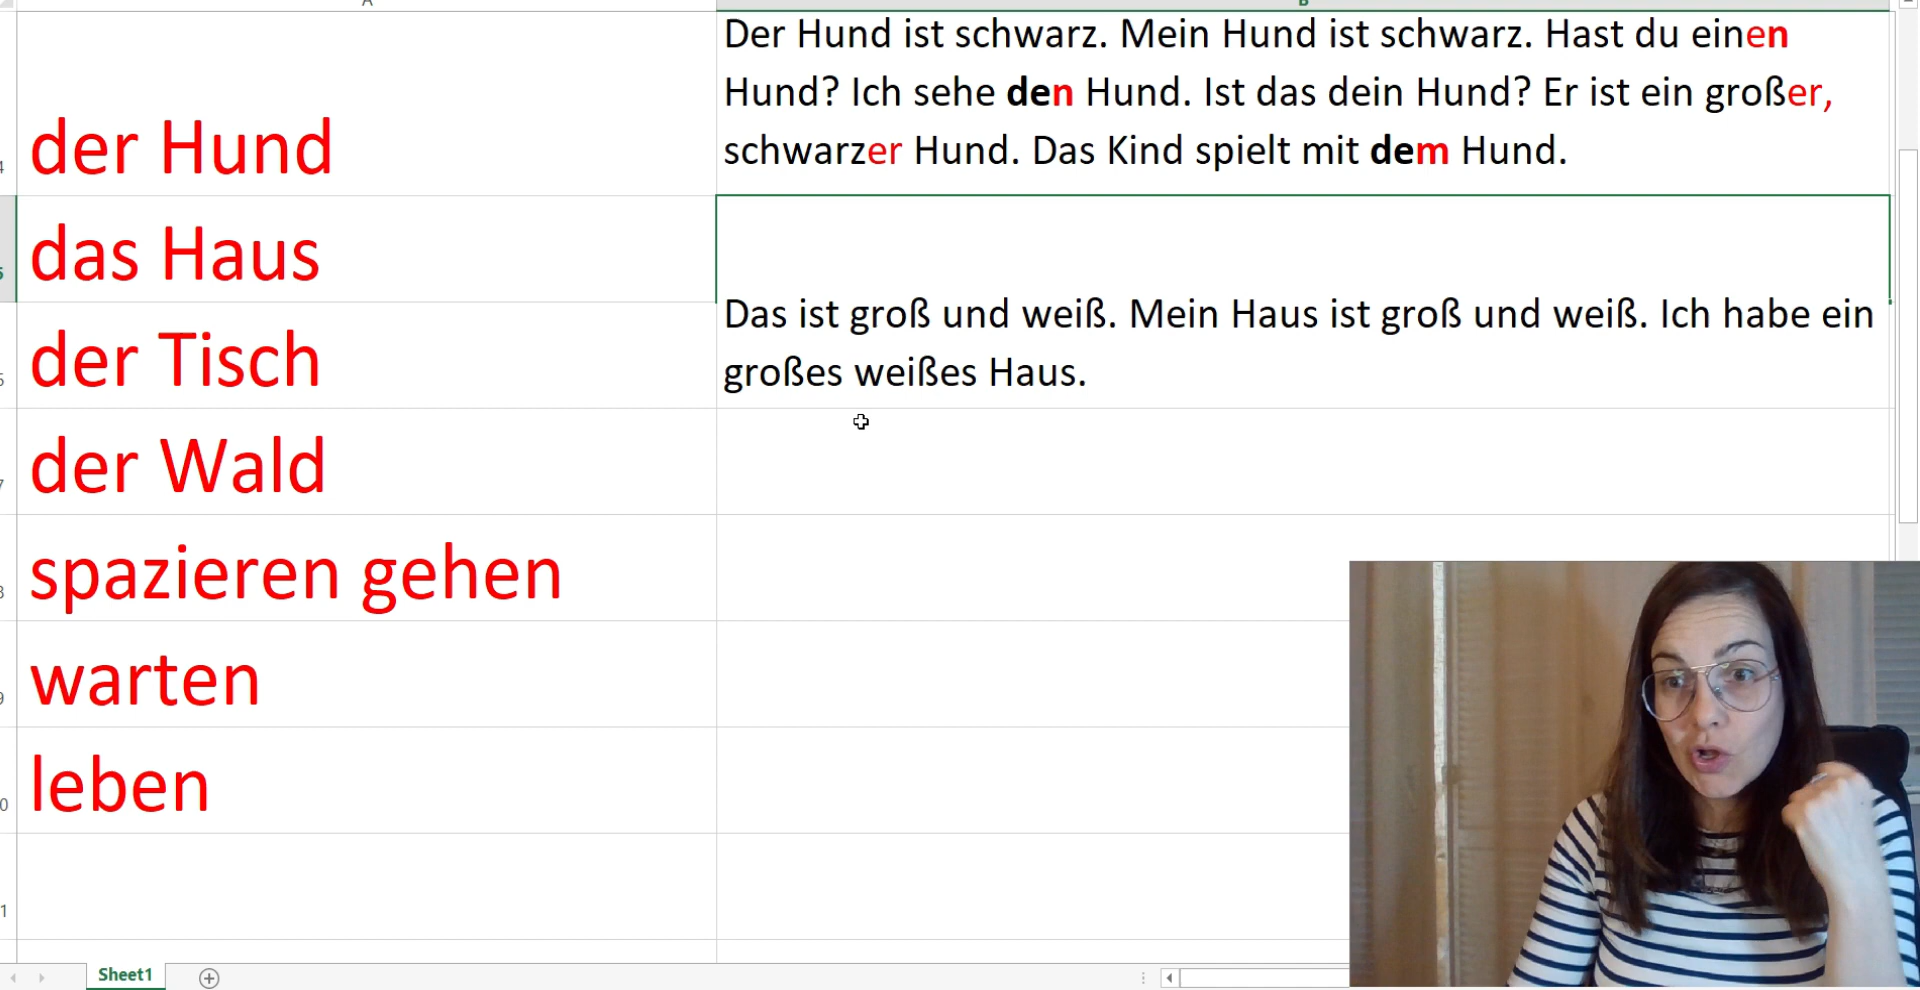 A
B
Der Hund ist schwarz. Mein Hund ist schwarz. Hast du einen
Hund? Ich sehe den Hund. Ist das dein Hund? Er ist ein großer,
schwarzer Hund. Das Kind spielt mit dem Hund.
der Hund
das Haus
Das ist groß und weiß. Mein Haus ist groß und weiß. Ich habe ein
großes weißes Haus.
der Tisch
der Wald
spazieren gehen
warten
leben
Sheet1